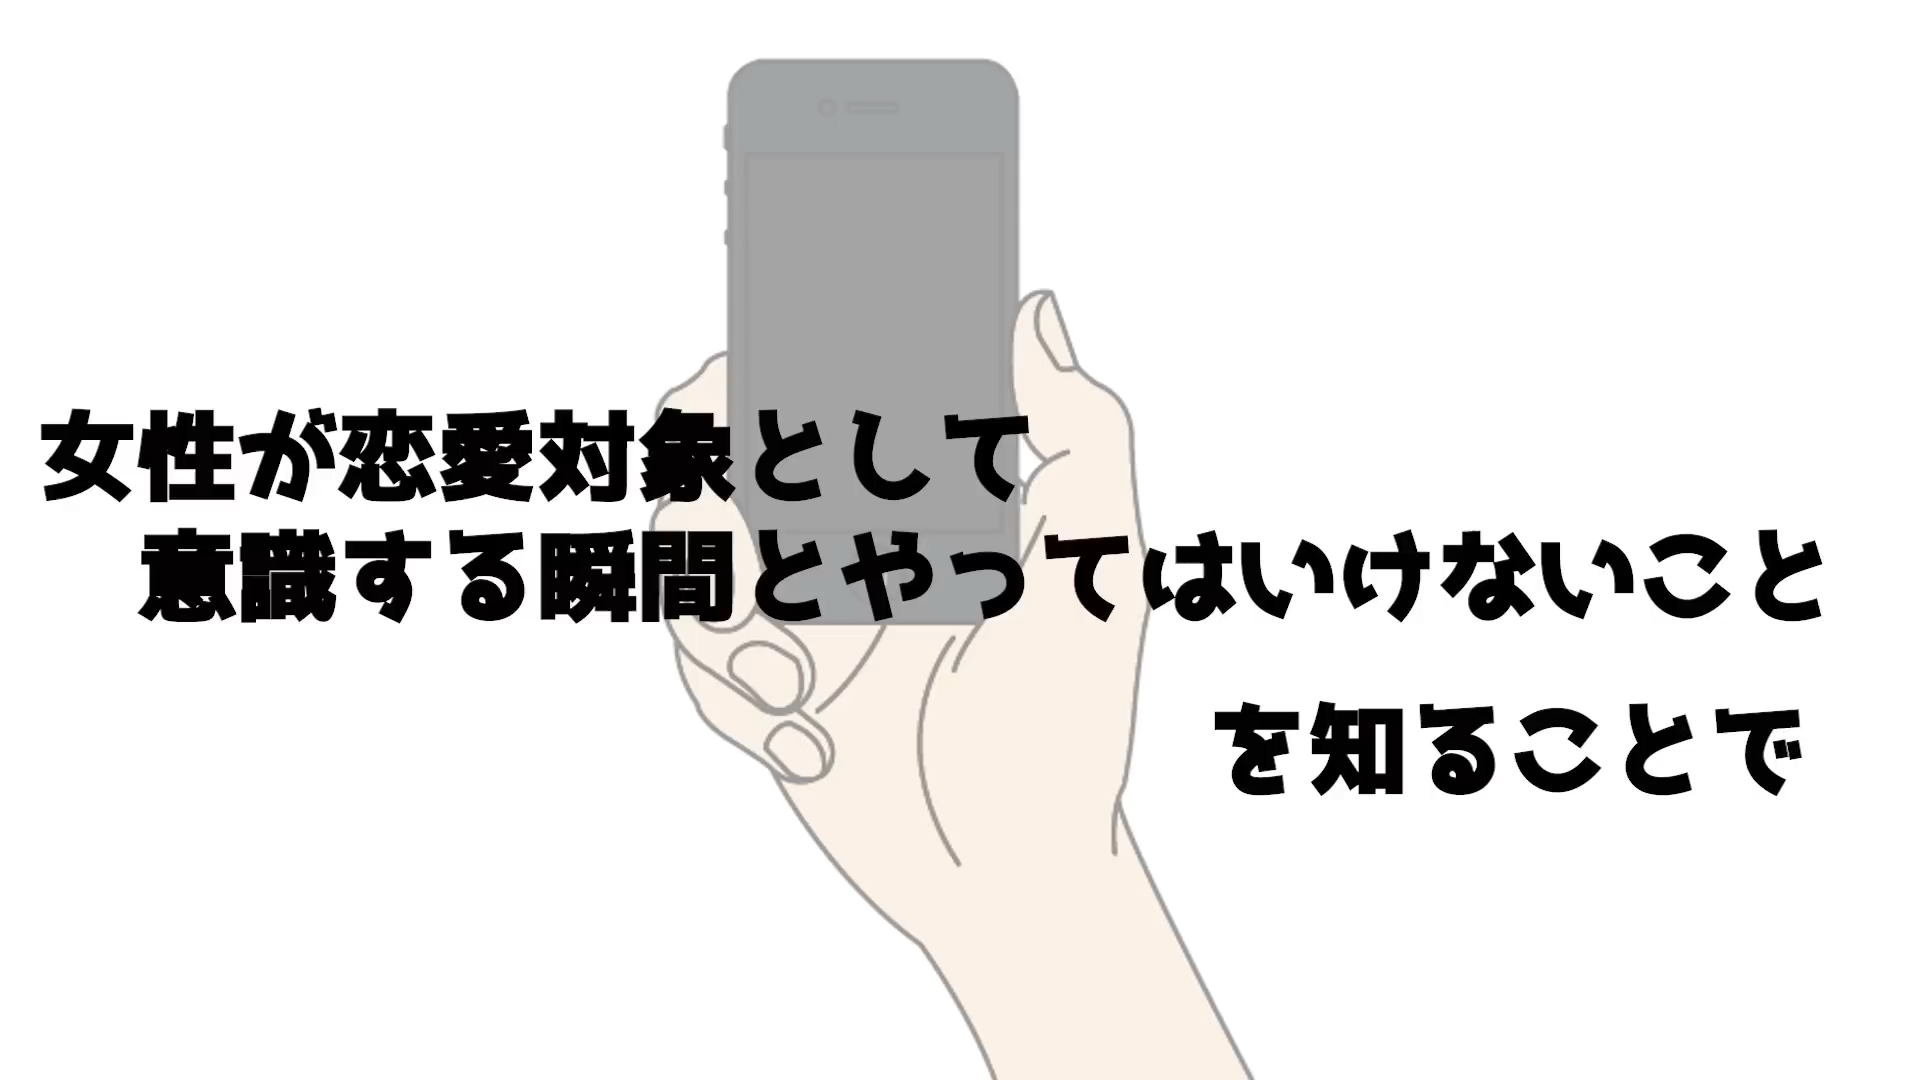 女性が恋愛対象として
意識する瞬間とやってはいけないこと
を知ることで